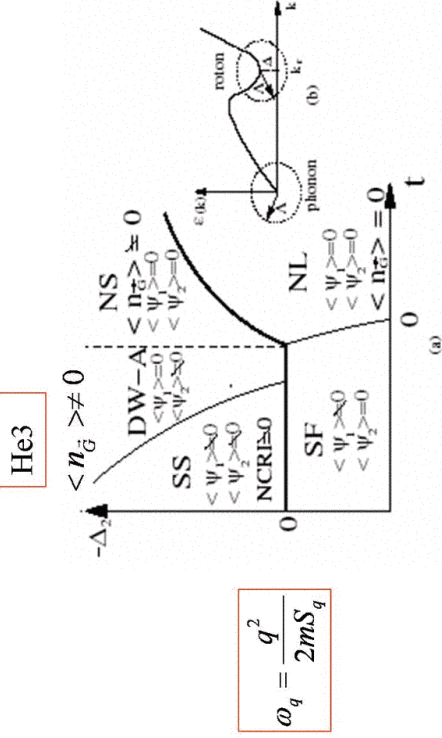 He3
< n_G⃗ > ≠ 0
-Δ₂
SS
< ψ₁ >≠0
< ψ₂ >≠0
NCRI≠0
DW-A
< ψ₁ >=0
< ψ₂ >≠0
NS
< n_G⃗ > ≠ 0
< ψ₁ >=0
< ψ₂ >=0
0
SF
< ψ₁ >≠0
< ψ₂ >=0
NL
< ψ₁ >=0
< ψ₂ >=0
< n_G⃗ > = 0
0
t
(a)
ε(k)
phonon
Λ
roton
Λ
Δ
k_r
k
(b)
ω_q = q² / 2mS_q